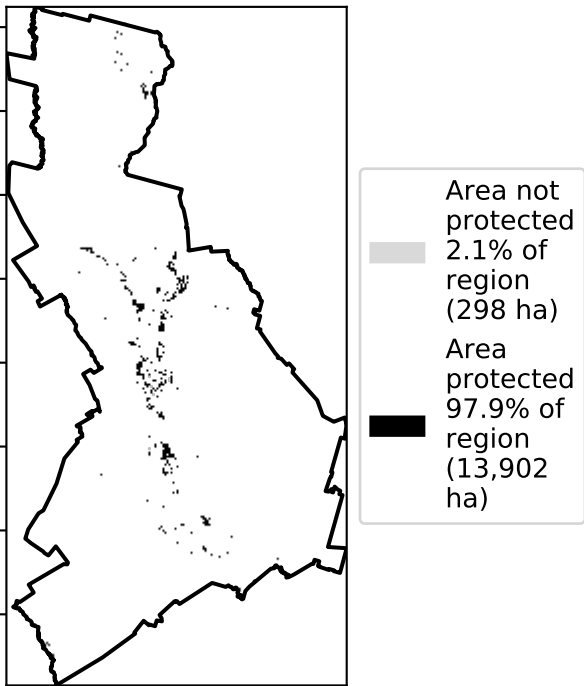 Area not
protected
2.1% of
region
(298 ha)
Area
protected
97.9% of
region
(13,902
ha)